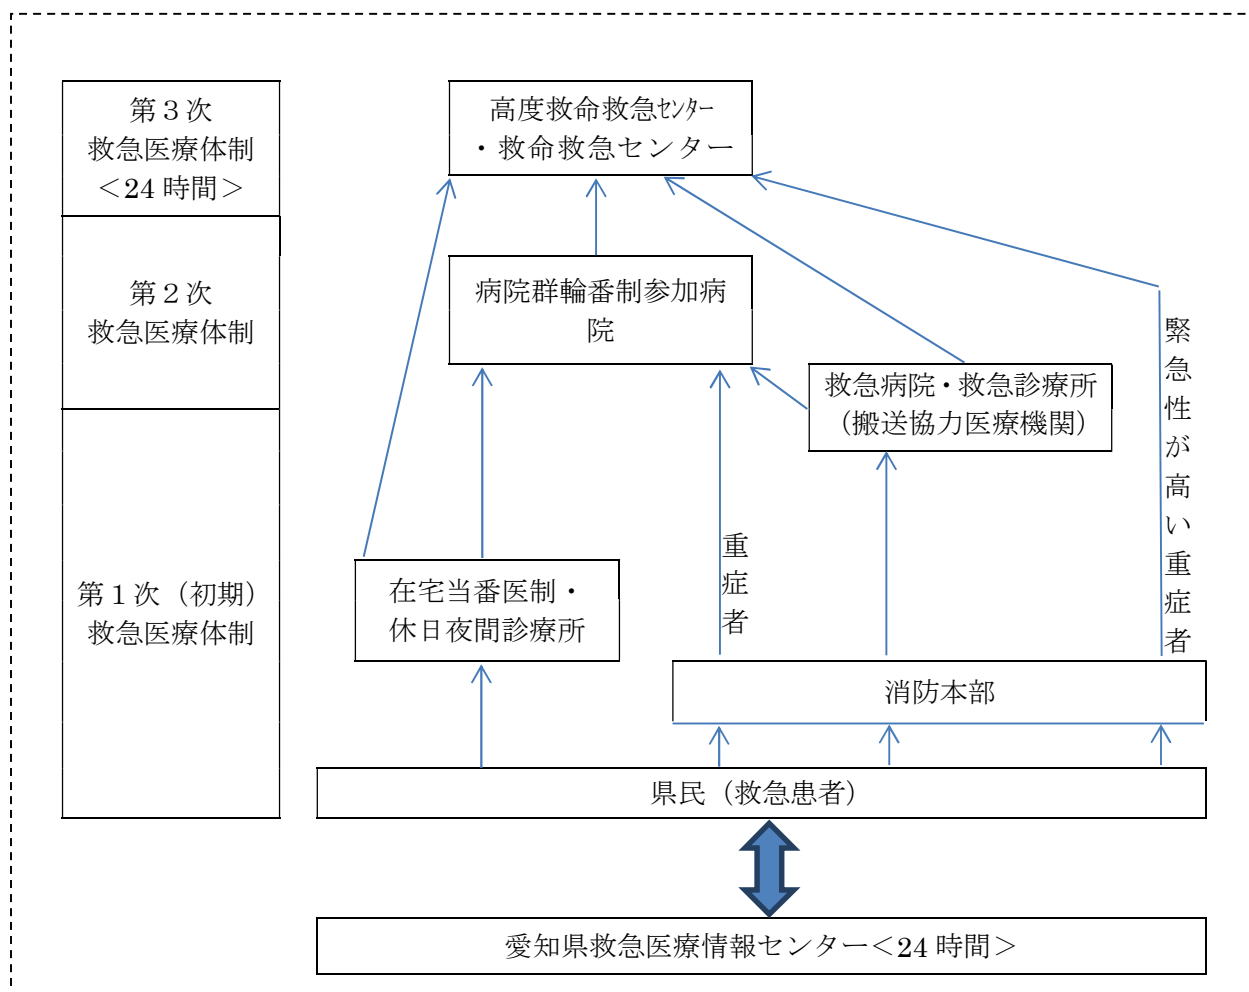 第３次
救急医療体制
＜24 時間＞
高度救命救急ｾﾝﾀｰ
・救命救急センター
第２次
救急医療体制
病院群輪番制参加病
院
救急病院・救急診療所
（搬送協力医療機関）
緊急性が高い重症者
重症者
第１次（初期）
救急医療体制
在宅当番医制・
休日夜間診療所
消防本部
県民（救急患者）
愛知県救急医療情報センター＜24 時間＞